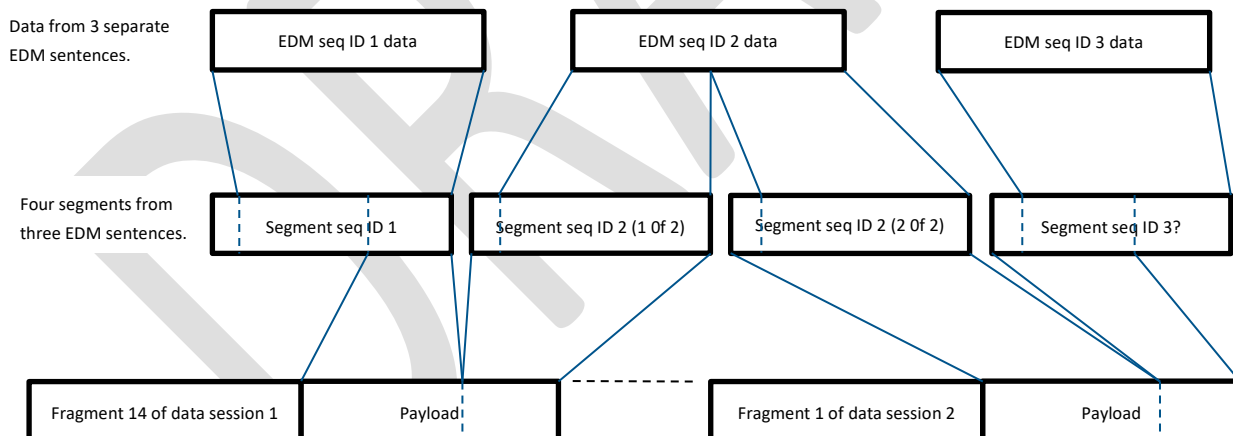 Data from 3 separate
EDM sentences.
EDM seq ID 1 data
EDM seq ID 2 data
EDM seq ID 3 data
Four segments from
three EDM sentences.
Segment seq ID 1
Segment seq ID 2 (1 0f 2)
Segment seq ID 2 (2 0f 2)
Segment seq ID 3?
Fragment 14 of data session 1
Payload
Fragment 1 of data session 2
Payload